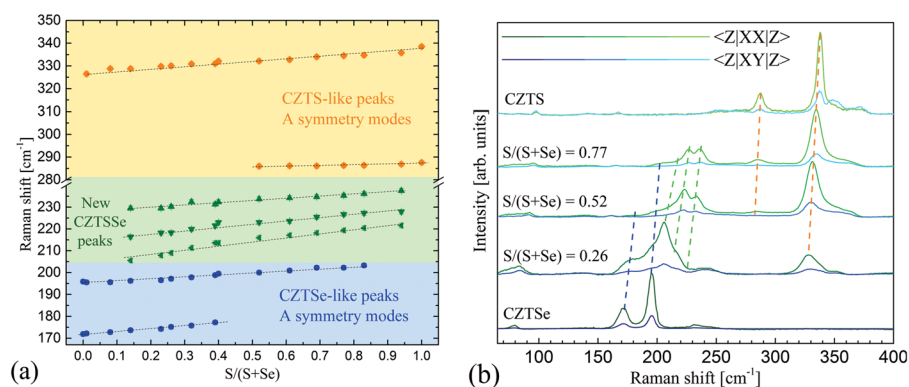 350
340
330
320
310
300
290
280
230
220
210
200
190
180
170
Raman shift [cm⁻¹]
CZTS-like peaks
A symmetry modes
New
CZTSSe
peaks
CZTSe-like peaks
A symmetry modes
0.0 0.1 0.2 0.3 0.4 0.5 0.6 0.7 0.8 0.9 1.0
S/(S+Se)
(a)
<Z|XX|Z>
<Z|XY|Z>
CZTS
S/(S+Se) = 0.77
S/(S+Se) = 0.52
S/(S+Se) = 0.26
CZTSe
Intensity [arb. units]
100 150 200 250 300 350 400
Raman shift [cm⁻¹]
(b)